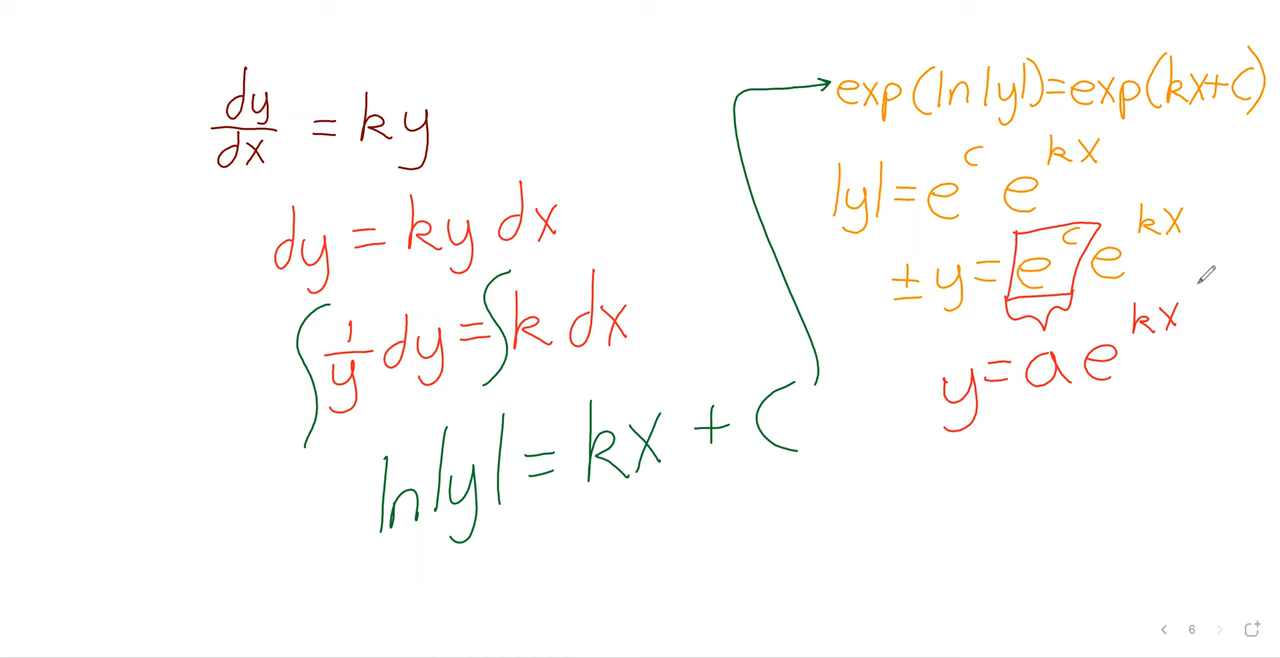 dy/dx = ky
dy = ky dx
∫ 1/y dy = ∫ k dx
ln|y| = kx + C
exp(ln|y|) = exp(kx+C)
|y| = e^c e^kx
± y = e^c e^kx
y = a e^kx
6